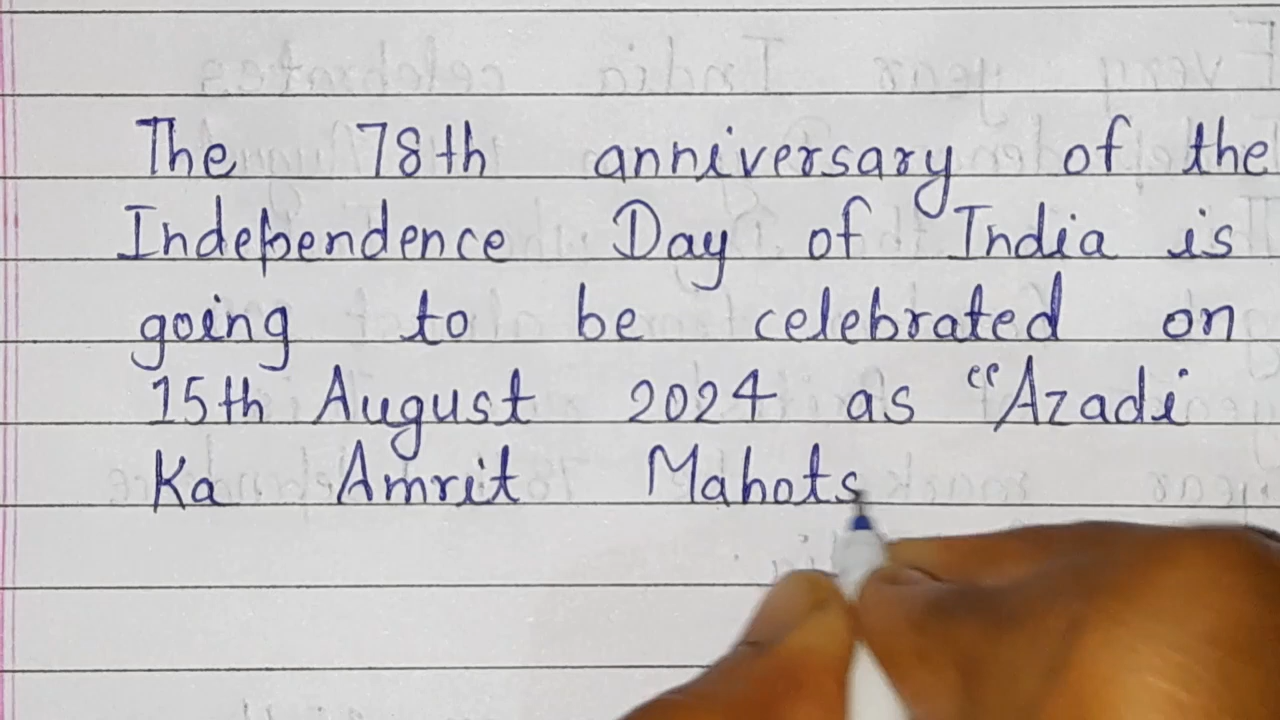 The 78th anniversary of the
Independence Day of India is
going to be celebrated on
15th August 2024 as "Azadi
Ka Amrit Mahots